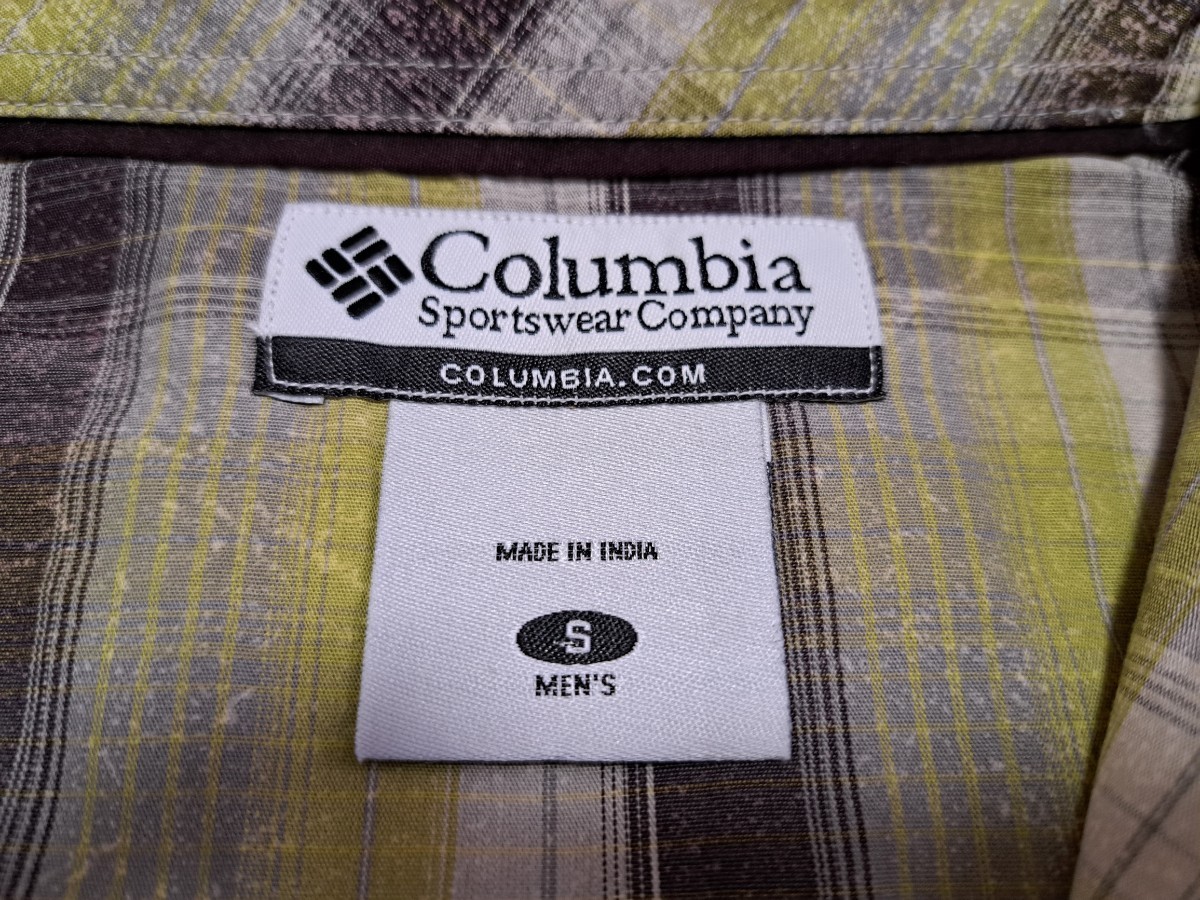 Columbia
Sportswear Company
COLUMBIA.COM
MADE IN INDIA
S
MEN'S